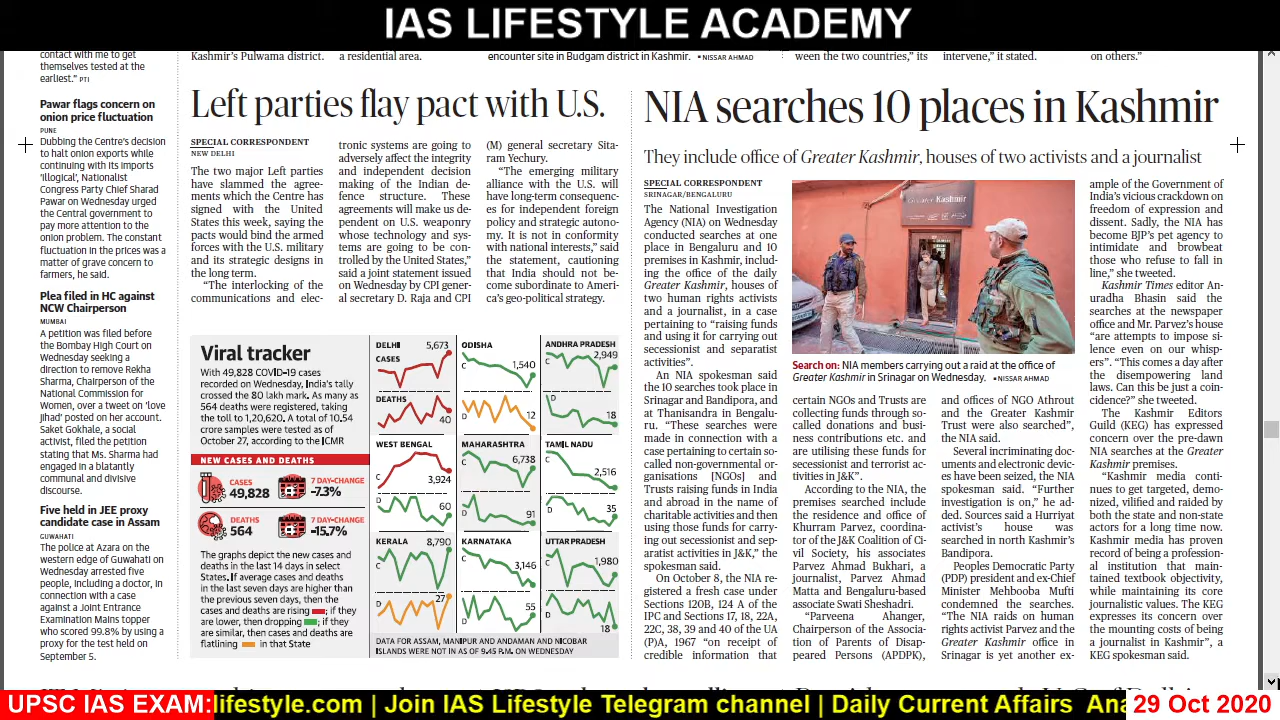 IAS LIFESTYLE ACADEMY
contact with me to get
themselves tested at the
earliest." PTI
Pawar flags concern on
onion price fluctuation
PUNE
Dubbing the Centre's decision
to halt onion exports while
continuing with its imports
'illogical', Nationalist
Congress Party Chief Sharad
Pawar on Wednesday urged
the Central government to
pay more attention to the
onion problem. The constant
fluctuation in the prices was a
matter of grave concern to
farmers, he said.
Plea filed in HC against
NCW Chairperson
MUMBAI
A petition was filed before
the Bombay High Court on
Wednesday seeking a
direction to remove Rekha
Sharma, Chairperson of the
National Commission for
Women, over a tweet on 'love
jihad' posted on her account.
Saket Gokhale, a social
activist, filed the petition
stating that Ms. Sharma had
engaged in a blatantly
communal and divisive
discourse.
Five held in JEE proxy
candidate case in Assam
GUWAHATI
The police at Azara on the
western edge of Guwahati on
Wednesday arrested five
people, including a doctor, in
connection with a case
against a Joint Entrance
Examination Mains topper
who scored 99.8% by using a
proxy for the test held on
September 5.
Kashmir's Pulwama district.
a residential area.
encounter site in Budgam district in Kashmir. ▪ NISSAR AHMAD
ween the two countries," its
intervene," it stated.
on others."
Left parties flay pact with U.S.
SPECIAL CORRESPONDENT
NEW DELHI
The two major Left parties
have slammed the agree-
ments which the Centre has
signed with the United
States this week, saying the
pacts would bind the armed
forces with the U.S. military
and its strategic designs in
the long term.
"The interlocking of the
communications and elec-
tronic systems are going to
adversely affect the integrity
and independent decision
making of the Indian de-
fence structure. These
agreements will make us de-
pendent on U.S. weaponry
whose technology and sys-
tems are going to be con-
trolled by the United States,"
said a joint statement issued
on Wednesday by CPI gener-
al secretary D. Raja and CPI
(M) general secretary Sita-
ram Yechury.
"The emerging military
alliance with the U.S. will
have long-term consequenc-
es for independent foreign
policy and strategic autono-
my. It is not in conformity
with national interests," said
the statement, cautioning
that India should not be-
come subordinate to Ameri-
ca's geo-political strategy.
Viral tracker
With 49,828 COVID-19 cases
recorded on Wednesday, India's tally
crossed the 80 lakh mark. As many as
564 deaths were registered, taking
the toll to 1,20,620. A total of 10.54
crore samples were tested as of
October 27, according to the ICMR
NEW CASES AND DEATHS
CASES
49,828
7 DAY-CHANGE
-7.3%
DEATHS
564
7 DAY-CHANGE
-15.7%
The graphs depict the new cases and
deaths in the last 14 days in select
States. If average cases and deaths
in the last seven days are higher than
the previous seven days, then the
cases and deaths are rising ; if they
are lower, then dropping ; if they
are similar, then cases and deaths are
flatlining in that State
DELHI 5,673
CASES
DEATHS
40
ODISHA
C
1,540
D
12
ANDHRA PRADESH
C 2,949
D
18
WEST BENGAL
C
3,924
D
60
MAHARASHTRA
C 6,738
D
91
TAMIL NADU
C
2,516
D
35
KERALA 8,790
C
D
27
KARNATAKA
C
3,146
D
55
UTTAR PRADESH
C
1,980
D
18
DATA FOR ASSAM, MANIPUR AND ANDAMAN AND NICOBAR
ISLANDS WERE NOT IN AS OF 9.45 P.M. ON WEDNESDAY
NIA searches 10 places in Kashmir
They include office of Greater Kashmir, houses of two activists and a journalist
SPECIAL CORRESPONDENT
SRINAGAR/BENGALURU
The National Investigation
Agency (NIA) on Wednesday
conducted searches at one
place in Bengaluru and 10
premises in Kashmir, includ-
ing the office of the daily
Greater Kashmir, houses of
two human rights activists
and a journalist, in a case
pertaining to "raising funds
and using it for carrying out
secessionist and separatist
activities".
An NIA spokesman said
the 10 searches took place in
Srinagar and Bandipora, and
at Thanisandra in Bengalu-
ru. "These searches were
made in connection with a
case pertaining to certain so-
called non-governmental or-
ganisations [NGOs] and
Trusts raising funds in India
and abroad in the name of
charitable activities and then
using those funds for carry-
ing out secessionist and sep-
aratist activities in J&K," the
spokesman said.
On October 8, the NIA re-
gistered a fresh case under
Sections 120B, 124 A of the
IPC and Sections 17, 18, 22A,
22C, 38, 39 and 40 of the UA
(P)A, 1967 "on receipt of
credible information that
Greater Kashmir
Search on: NIA members carrying out a raid at the office of
Greater Kashmir in Srinagar on Wednesday. ▪ NISSAR AHMAD
certain NGOs and Trusts are
collecting funds through so-
called donations and busi-
ness contributions etc. and
are utilising these funds for
secessionist and terrorist ac-
tivities in J&K".
According to the NIA, the
premises searched include
the residence and office of
Khurram Parvez, coordina-
tor of the J&K Coalition of Ci-
vil Society, his associates
Parvez Ahmad Bukhari, a
journalist, Parvez Ahmad
Matta and Bengaluru-based
associate Swati Sheshadri.
"Parveena Ahanger,
Chairperson of the Associa-
tion of Parents of Disap-
peared Persons (APDPK),
and offices of NGO Athrout
and the Greater Kashmir
Trust were also searched",
the NIA said.
Several incriminating doc-
uments and electronic devic-
es have been seized, the NIA
spokesman said. "Further
investigation is on," he ad-
ded. Sources said a Hurriyat
activist's house was
searched in north Kashmir's
Bandipora.
Peoples Democratic Party
(PDP) president and ex-Chief
Minister Mehbooba Mufti
condemned the searches.
"The NIA raids on human
rights activist Parvez and the
Greater Kashmir office in
Srinagar is yet another ex-
ample of the Government of
India's vicious crackdown on
freedom of expression and
dissent. Sadly, the NIA has
become BJP's pet agency to
intimidate and browbeat
those who refuse to fall in
line," she tweeted.
Kashmir Times editor An-
uradha Bhasin said the
searches at the newspaper
office and Mr. Parvez's house
"are attempts to impose si-
lence even on our whisp-
ers". "This comes a day after
the disempowering land
laws. Can this be just a coin-
cidence?" she tweeted.
The Kashmir Editors
Guild (KEG) has expressed
concern over the pre-dawn
NIA searches at the Greater
Kashmir premises.
"Kashmir media conti-
nues to get targeted, demo-
nized, vilified and raided by
both the state and non-state
actors for a long time now.
Kashmir media has proven
record of being a profession-
al institution that main-
tained textbook objectivity,
while maintaining its core
journalistic values. The KEG
expresses its concern over
the mounting costs of being
a journalist in Kashmir", a
KEG spokesman said.
UPSC IAS EXAM: lifestyle.com | Join IAS Lifestyle Telegram channel | Daily Current Affairs Ana 29 Oct 2020